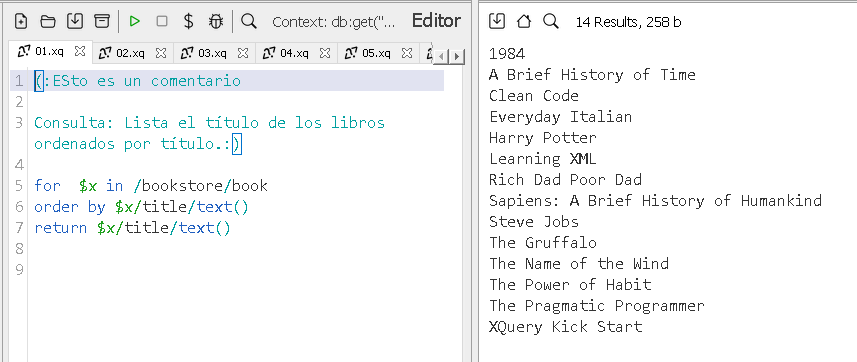 Context: db:get("... Editor
01.xq 02.xq 03.xq 04.xq 05.xq
1 (:ESto es un comentario
2
3 Consulta: Lista el título de los libros
ordenados por título.:)
4
5 for $x in /bookstore/book
6 order by $x/title/text()
7 return $x/title/text()
8
9
14 Results, 258 b
1984
A Brief History of Time
Clean Code
Everyday Italian
Harry Potter
Learning XML
Rich Dad Poor Dad
Sapiens: A Brief History of Humankind
Steve Jobs
The Gruffalo
The Name of the Wind
The Power of Habit
The Pragmatic Programmer
XQuery Kick Start